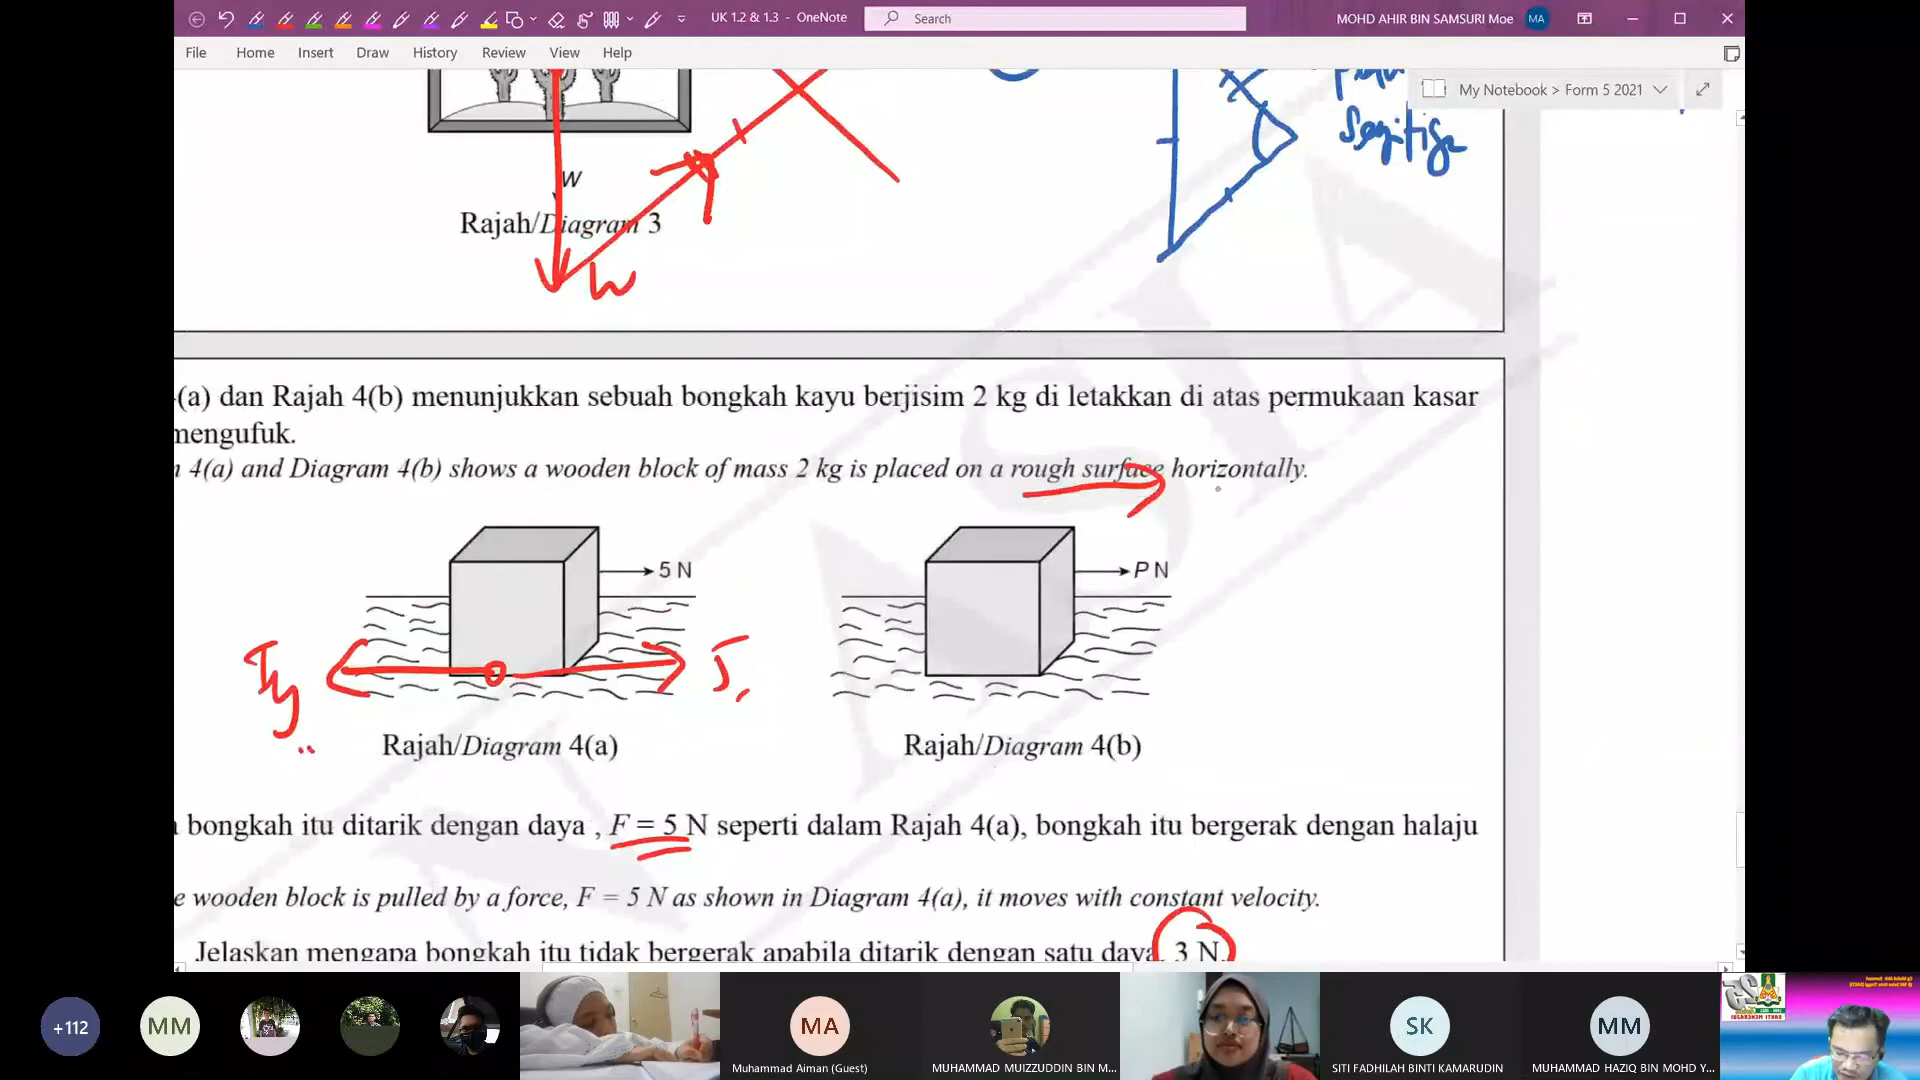 UK 1.2 & 1.3 - OneNote
Search
MOHD AHIR BIN SAMSURI Moe
MA
File Home Insert Draw History Review View Help
My Notebook > Form 5 2021
segitiga
W
Rajah/Diagram 3
W
(a) dan Rajah 4(b) menunjukkan sebuah bongkah kayu berjisim 2 kg di letakkan di atas permukaan kasar
mengufuk.
4(a) and Diagram 4(b) shows a wooden block of mass 2 kg is placed on a rough surface horizontally.
5 N
P N
Rajah/Diagram 4(a)
Rajah/Diagram 4(b)
bongkah itu ditarik dengan daya , F = 5 N seperti dalam Rajah 4(a), bongkah itu bergerak dengan halaju
e wooden block is pulled by a force, F = 5 N as shown in Diagram 4(a), it moves with constant velocity.
Jelaskan mengapa bongkah itu tidak bergerak apabila ditarik dengan satu daya 3 N.
+112
MM
MA
SK
MM
Muhammad Aiman (Guest)
MUHAMMAD MUIZZUDDIN BIN M...
SITI FADHILAH BINTI KAMARUDIN
MUHAMMAD HAZIQ BIN MOHD Y...